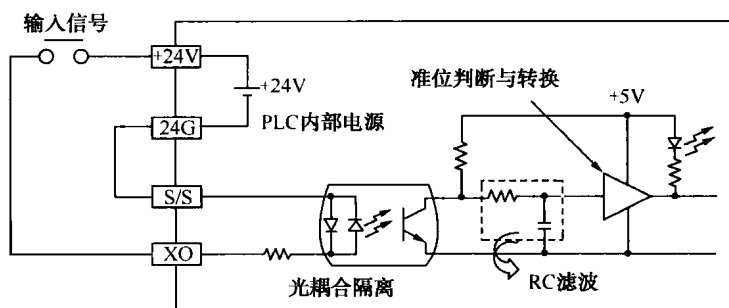 输入信号
+24V
+24V
24G
PLC内部电源
S/S
XO
光耦合隔离
准位判断与转换
+5V
RC滤波